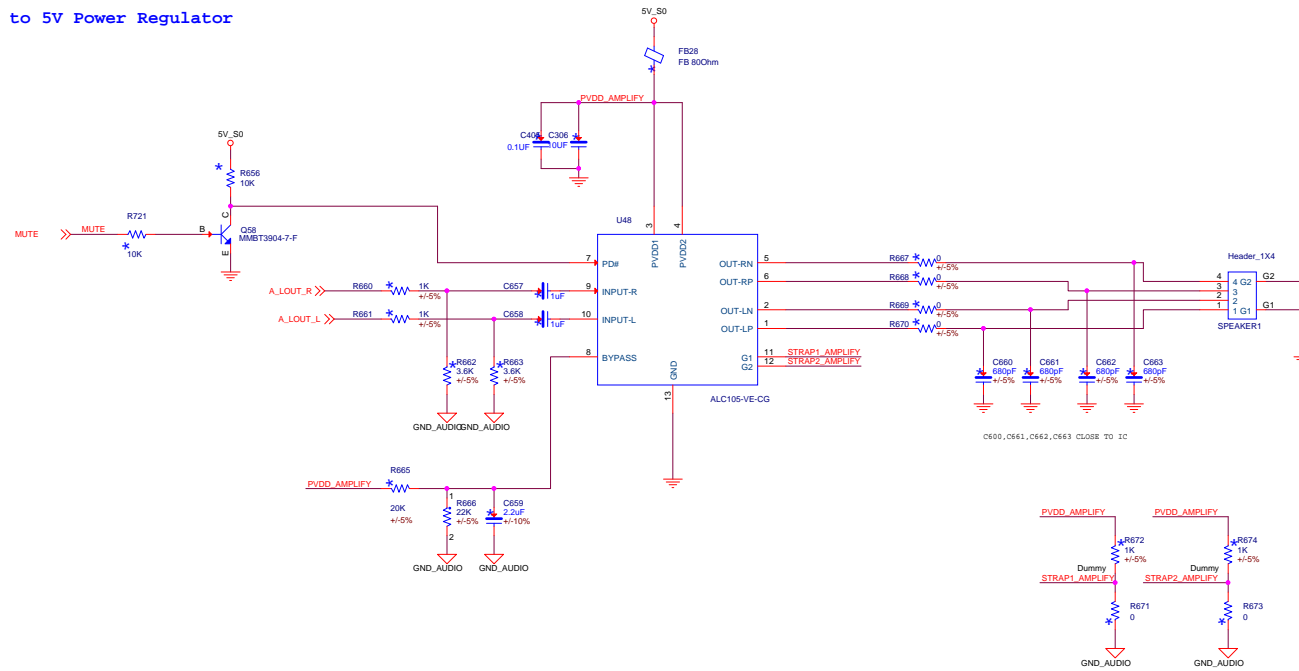 to 5V Power Regulator
5V_S0
FB28
FB 80Ohm
PVDD_AMPLIFY
C306
0.1UF
10UF
5V_S0
R656
10K
MUTE
MUTE
R721
10K
B
C
E
Q58
MMBT3904-7-F
U48
3
4
PVDD1
PVDD2
7
PD#
9
INPUT-R
10
INPUT-L
8
BYPASS
GND
13
OUT-RN
5
OUT-RP
6
OUT-LN
2
OUT-LP
1
G1
11
STRAP1_AMPLIFY
G2
12
STRAP2_AMPLIFY
ALC105-VE-CG
A_LOUT_R
R660
1K
+/-5%
C657
1uF
A_LOUT_L
R661
1K
+/-5%
C658
1uF
R662
3.6K
+/-5%
R663
3.6K
+/-5%
GND_AUDIO
GND_AUDIO
R667
0
+/-5%
R668
0
+/-5%
R669
0
+/-5%
R670
0
+/-5%
Header_1X4
4
3
2
1
4 G2
3
2
1 G1
G2
G1
SPEAKER1
C660
680pF
+/-5%
C661
680pF
+/-5%
C662
680pF
+/-5%
C663
680pF
+/-5%
C600,C661,C662,C663 CLOSE TO IC
PVDD_AMPLIFY
R665
20K
+/-5%
1
R666
22K
+/-5%
2
C659
2.2uF
+/-10%
GND_AUDIO
GND_AUDIO
PVDD_AMPLIFY
R672
1K
+/-5%
Dummy
STRAP1_AMPLIFY
R671
0
GND_AUDIO
PVDD_AMPLIFY
R674
1K
+/-5%
Dummy
STRAP2_AMPLIFY
R673
0
GND_AUDIO